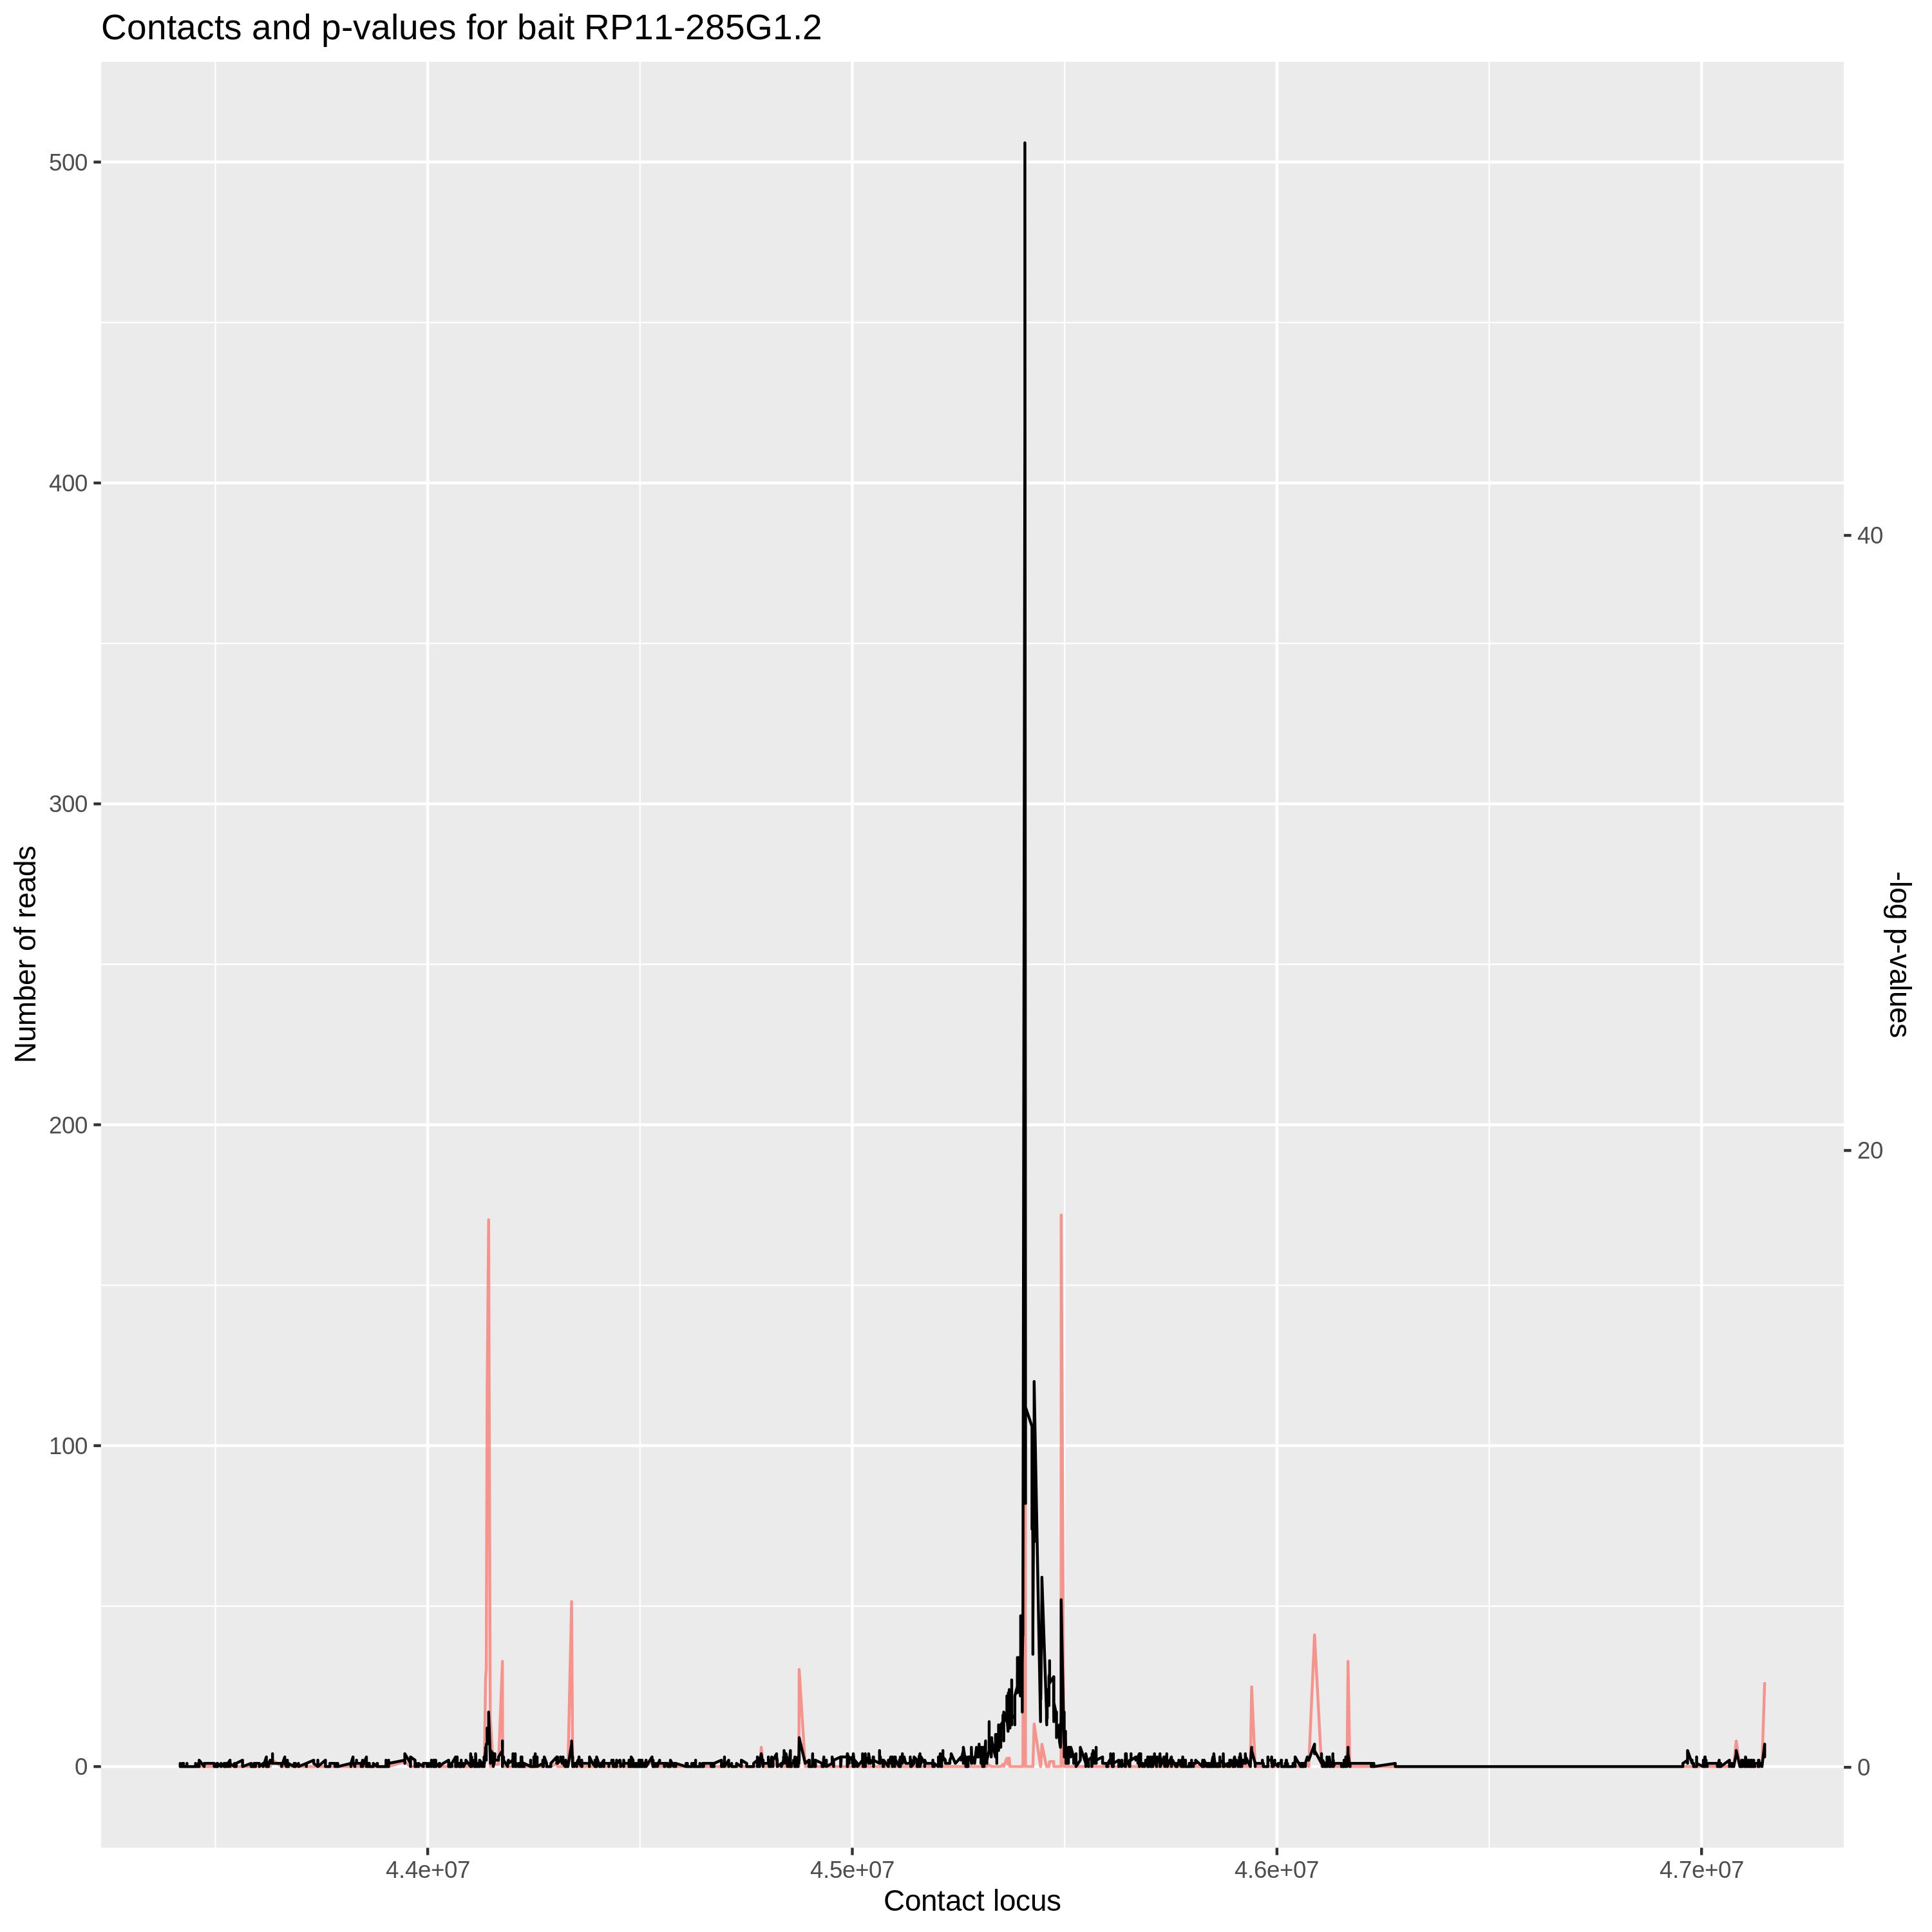 Contacts and p-values for bait RP11-285G1.2
500
400
300
200
100
0
Number of reads
40
20
0
-log p-values
4.4e+07
4.5e+07
4.6e+07
4.7e+07
Contact locus